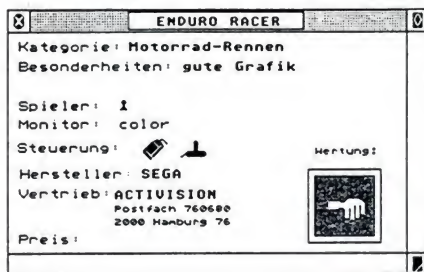 ENDURO RACER
Kategorie: Motorrad-Rennen
Besonderheiten: gute Grafik
Spieler: 1
Monitor: color
Steuerung:
Wertung:
Hersteller: SEGA
Vertrieb: ACTIVISION
Postfach 760680
2000 Hamburg 76
Preis: